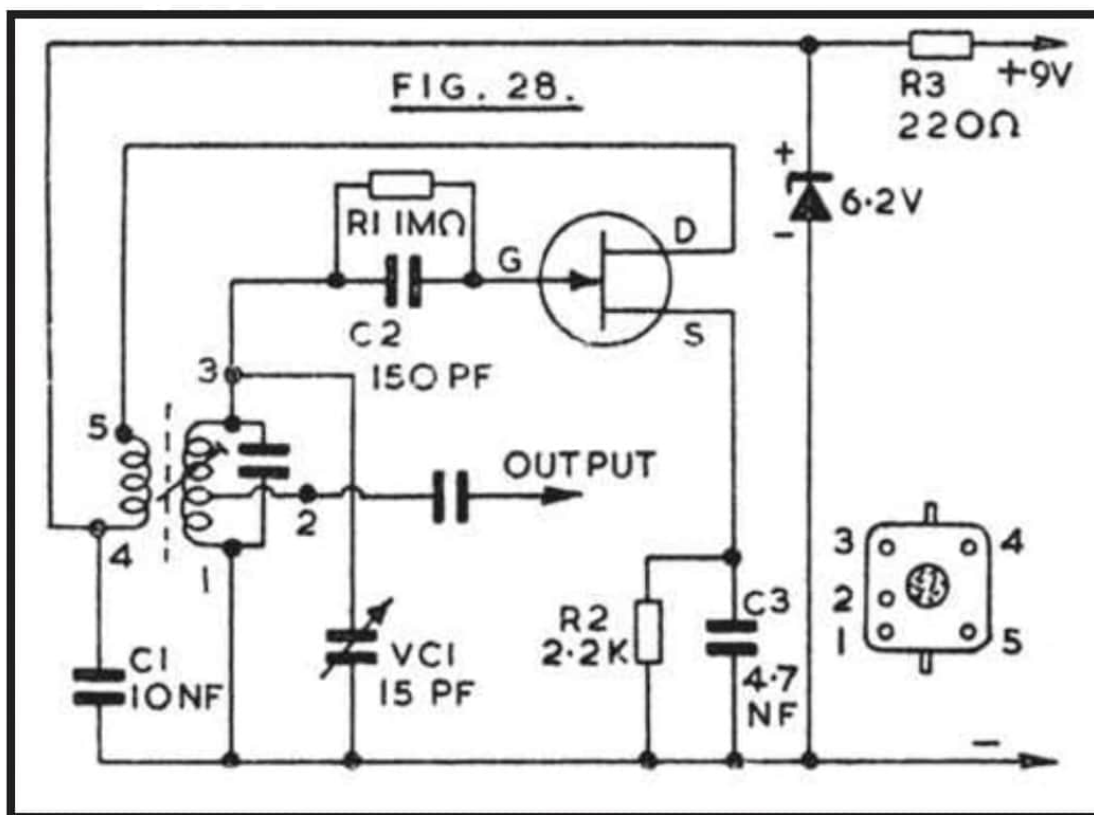 FIG. 28.
+9V
R3
220Ω
+
6·2V
-
R1 1MΩ
G
D
S
C2
150 PF
3
5
OUTPUT
2
4
1
3
4
2
1
5
C1
10NF
VC1
15 PF
R2
2·2K
C3
4·7
NF
-